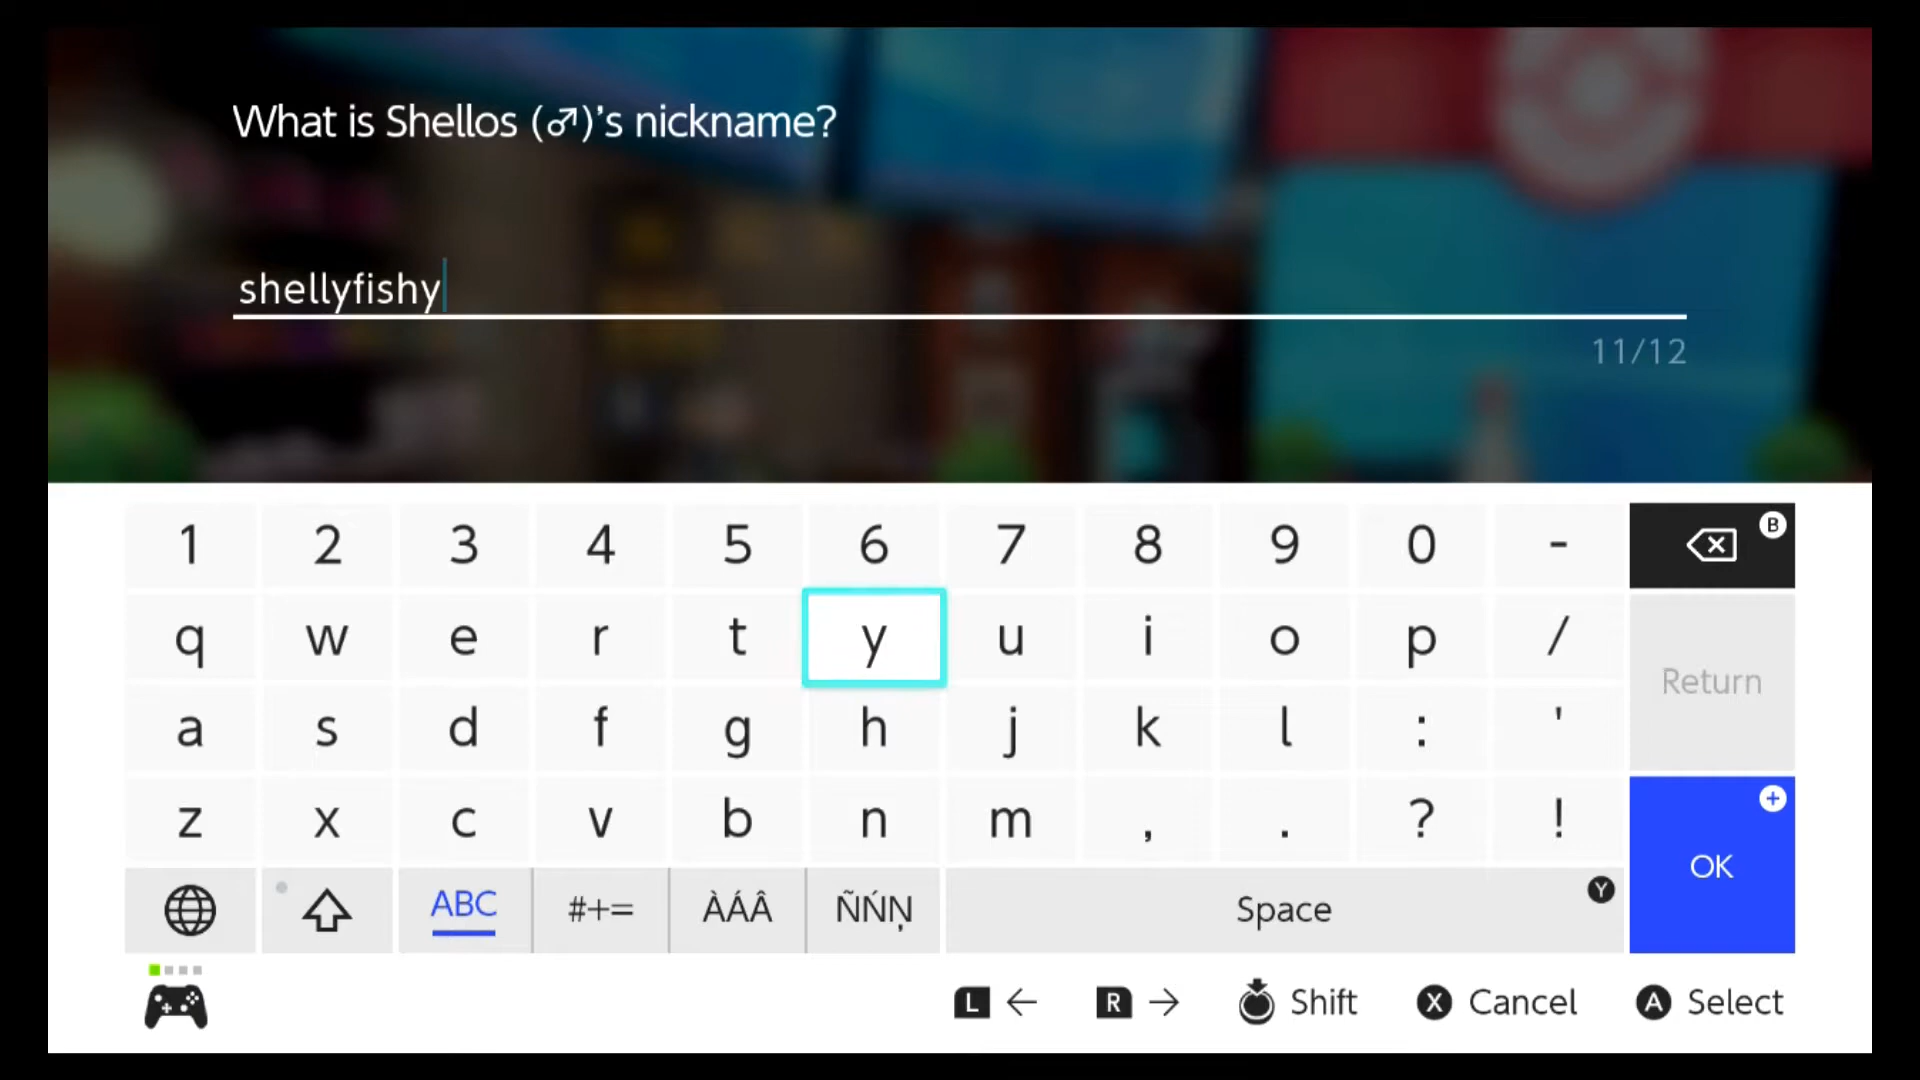 What is Shellos (♂)'s nickname?
shellyfishy
11/12
1 2 3 4 5 6 7 8 9 0 - B
q w e r t y u i o p /
Return
a s d f g h j k l : '
z x c v b n m , . ? ! +
OK
ABC #+= ÀÁÂ ÑŃŅ Space Y
L ← R → Shift X Cancel A Select